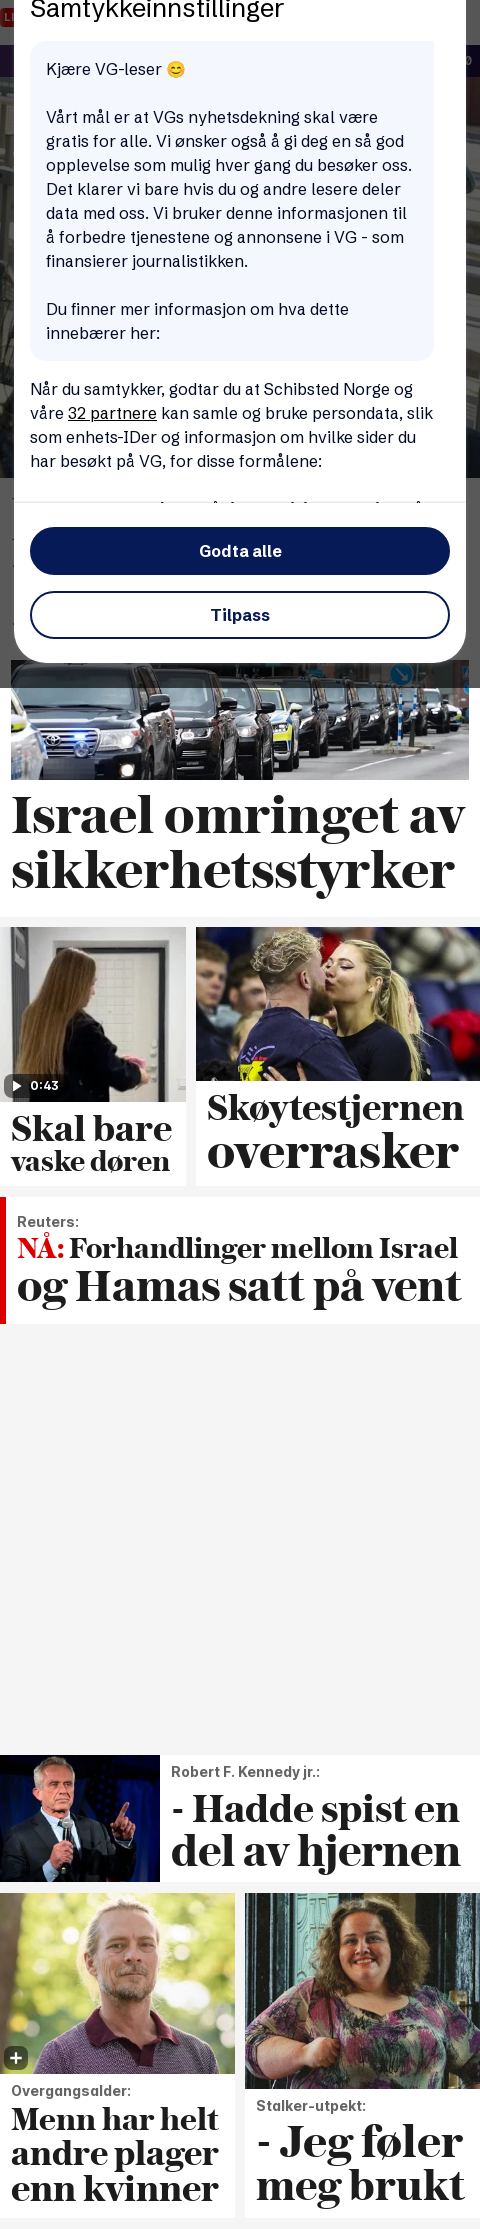 Samtykkeinnstillinger
Kjære VG-leser 😊
Vårt mål er at VGs nyhetsdekning skal være
gratis for alle. Vi ønsker også å gi deg en så god
opplevelse som mulig hver gang du besøker oss.
Det klarer vi bare hvis du og andre lesere deler
data med oss. Vi bruker denne informasjonen til
å forbedre tjenestene og annonsene i VG - som
finansierer journalistikken.
Du finner mer informasjon om hva dette
innebærer her:
Når du samtykker, godtar du at Schibsted Norge og
våre 32 partnere kan samle og bruke persondata, slik
som enhets-IDer og informasjon om hvilke sider du
har besøkt på VG, for disse formålene:
Godta alle
Tilpass
Israel omringet av
sikkerhetsstyrker
0:43
Skal bare
vaske døren
Skøytestjernen
overrasker
Reuters:
NÅ: Forhandlinger mellom Israel
og Hamas satt på vent
Robert F. Kennedy jr.:
- Hadde spist en
del av hjernen
Overgangsalder:
Menn har helt
andre plager
enn kvinner
Stalker-utpekt:
- Jeg føler
meg brukt